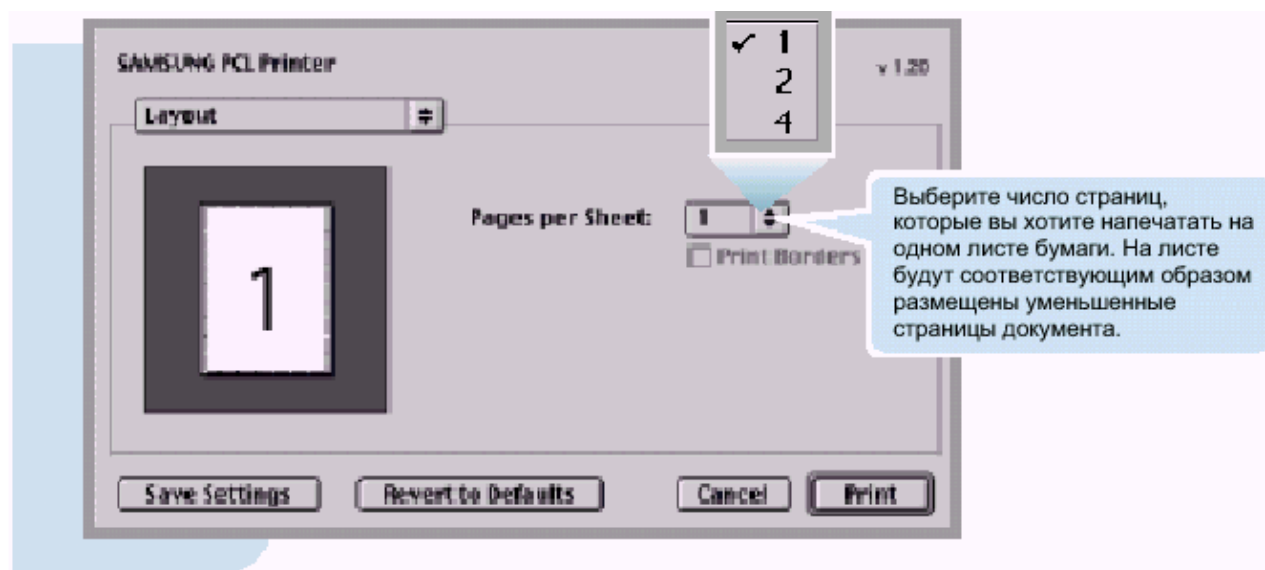 SAMSUNG PCL Printer
v 1.20
Layout
✓ 1
2
4
1
Pages per Sheet: 1
Print Borders
Выберите число страниц,
которые вы хотите напечатать на
одном листе бумаги. На листе
будут соответствующим образом
размещены уменьшенные
страницы документа.
Save Settings Revert to Defaults Cancel Print